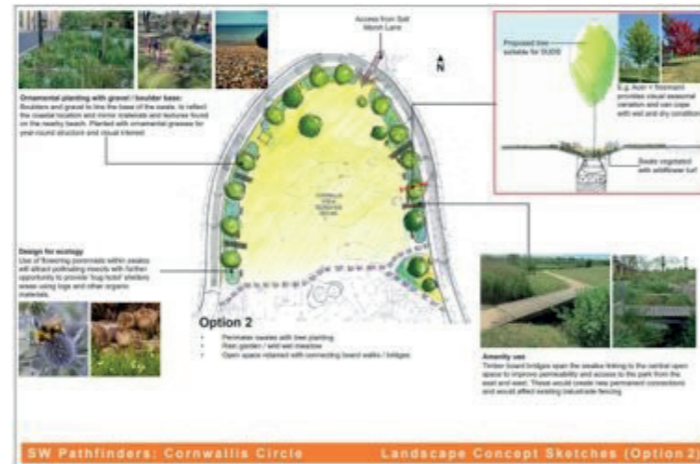 Access from Salt
Marsh Lane
N
Proposed tree
suitable for SUDS
E.g. Acer × freemanii
provides visual seasonal
variation and can cope
with wet and dry conditions
Swale vegetated
with wildflower turf
Ornamental planting with gravel / boulder base:
Boulders and gravel to line the base of the swale, to reflect
the coastal location and mirror materials and textures found
on the nearby beach. Planted with ornamental grasses for
year-round structure and visual interest
Design for ecology
Use of flowering perennials within swales
will attract pollinating insects with further
opportunity to provide 'bug hotel' shelters
areas using logs and other organic
materials.
Option 2
• Perimeter swales with tree planting
• Rain garden / wild wet meadow
• Open space retained with connecting board walks / bridges
Amenity use
Timber board bridges span the swales linking to the central open
space to improve permeability and access to the park from the
east and east. These would create new permanent connections
and would affect existing balustrade fencing
SW Pathfinders: Cornwallis Circle
Landscape Concept Sketches (Option 2)